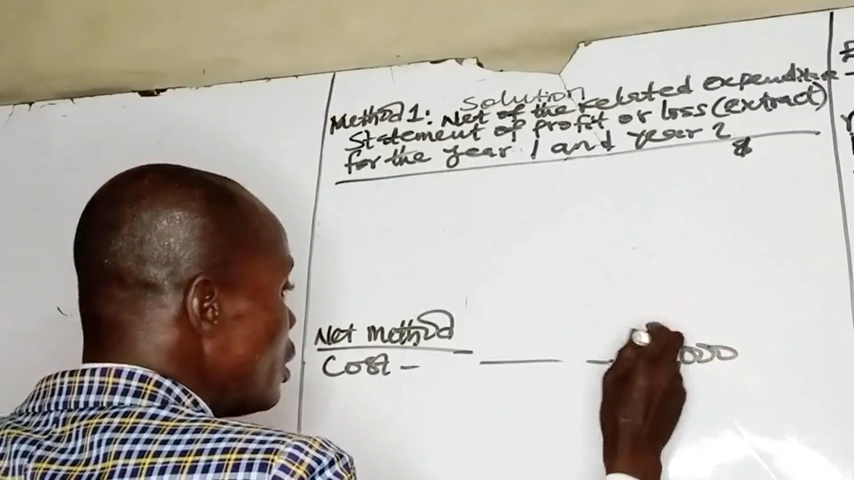 Solution
Method 1: Net of the related expenditure
Statement of profit or loss (extract)
for the year 1 and year 2
$
Net method
Cost - 000